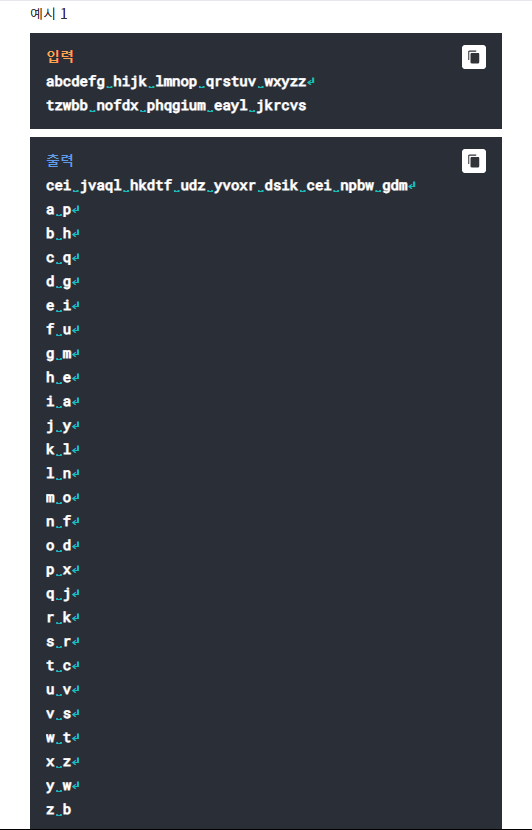 예시 1
입력
abcdefg hijk lmnop qrstuv wxyzz
tzwbb nofdx phqgium eayl jkrcvs
출력
cei jvaql hkdtf udz yvoxr dsik cei npbw gdm
a p
b h
c q
d g
e i
f u
g m
h e
i a
j y
k l
l n
m o
n f
o d
p x
q j
r k
s r
t c
u v
v s
w t
x z
y w
z b